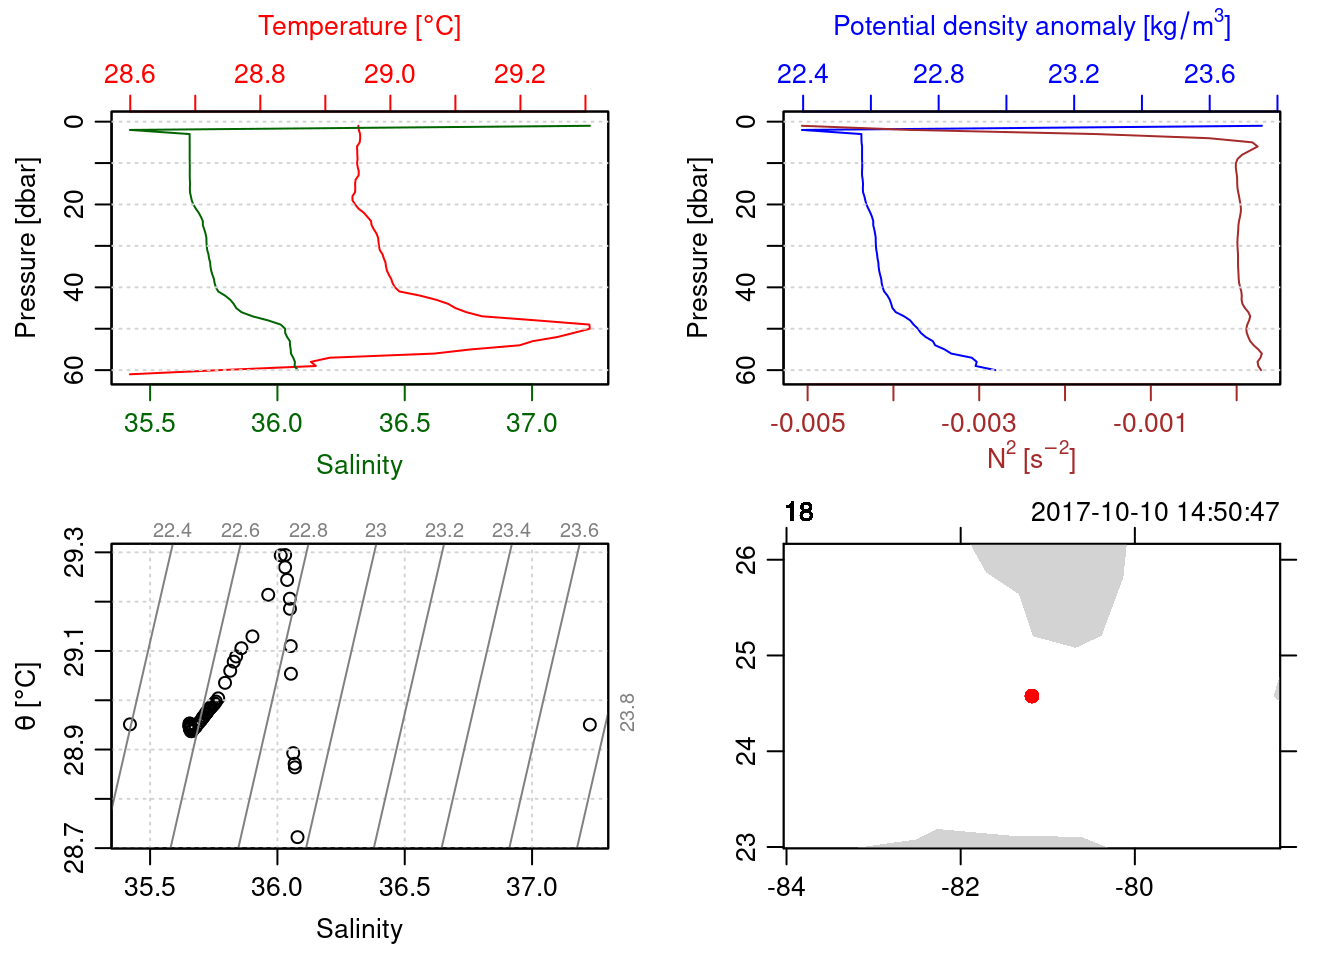 Temperature [°C]
28.6 28.8 29.0 29.2
Pressure [dbar]
0 20 40 60
35.5 36.0 36.5 37.0
Salinity
Potential density anomaly [kg/m³]
22.4 22.8 23.2 23.6
Pressure [dbar]
0 20 40 60
-0.005 -0.003 -0.001
N² [s⁻²]
22.4 22.6 22.8 23 23.2 23.4 23.6
23.8
θ [°C]
28.7 28.9 29.1 29.3
35.5 36.0 36.5 37.0
Salinity
18 2017-10-10 14:50:47
26
25
24
23
-84 -82 -80